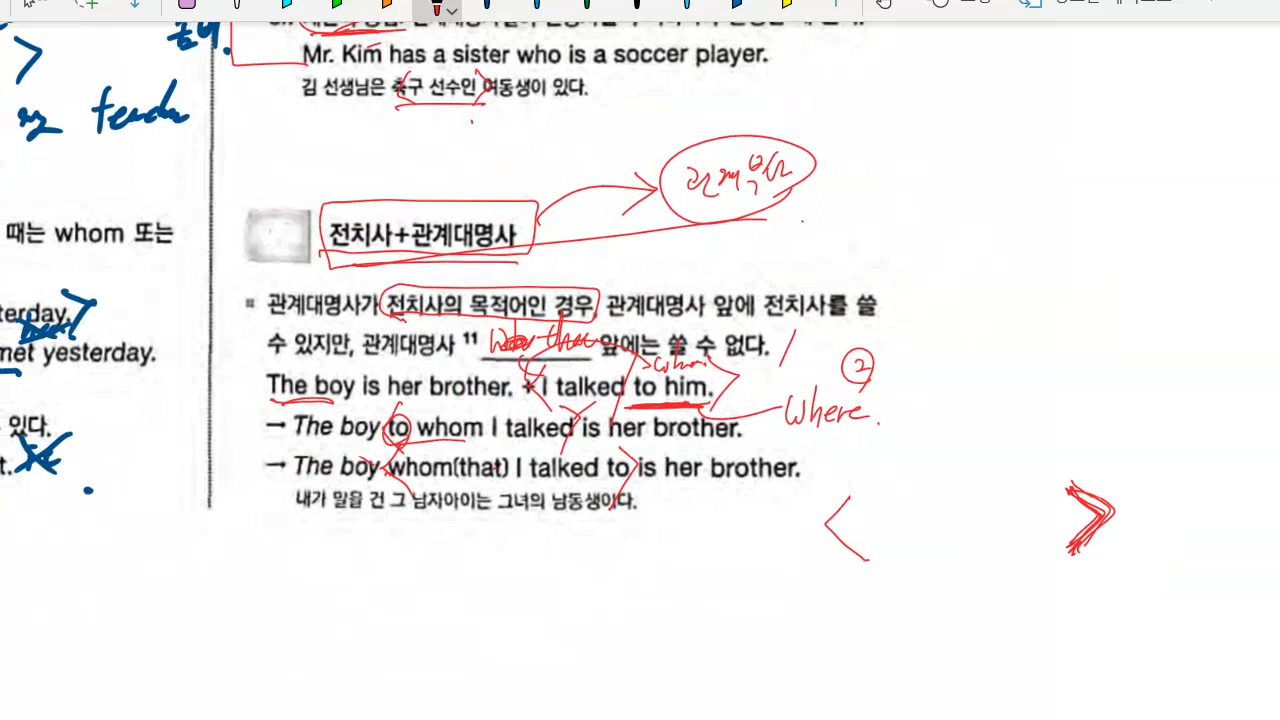 Mr. Kim has a sister who is a soccer player.
김 선생님은 축구 선수인 여동생이 있다.
전치사+관계대명사
관계부사
때는 whom 또는
관계대명사가 전치사의 목적어인 경우 관계대명사 앞에 전치사를 쓸
수 있지만, 관계대명사 11 that 앞에는 쓸 수 없다.
whom
②
The boy is her brother. + I talked to him.
where.
→ The boy to whom I talked is her brother.
→ The boy whom(that) I talked to is her brother.
내가 말을 건 그 남자아이는 그녀의 남동생이다.
terday.
met yesterday.
있다.
t.